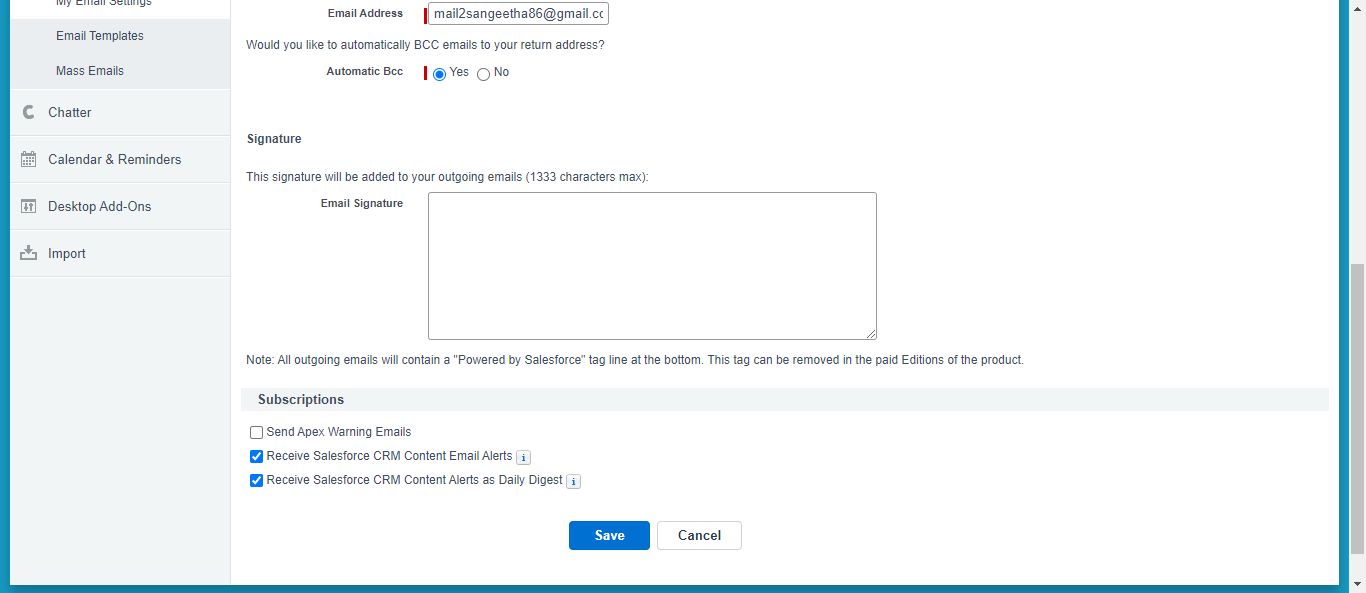 My Email Settings
Email Templates
Mass Emails
Chatter
Calendar & Reminders
Desktop Add-Ons
Import
Email Address mail2sangeetha86@gmail.cc
Would you like to automatically BCC emails to your return address?
Automatic Bcc Yes No
Signature
This signature will be added to your outgoing emails (1333 characters max):
Email Signature
Note: All outgoing emails will contain a "Powered by Salesforce" tag line at the bottom. This tag can be removed in the paid Editions of the product.
Subscriptions
Send Apex Warning Emails
Receive Salesforce CRM Content Email Alerts i
Receive Salesforce CRM Content Alerts as Daily Digest i
Save Cancel